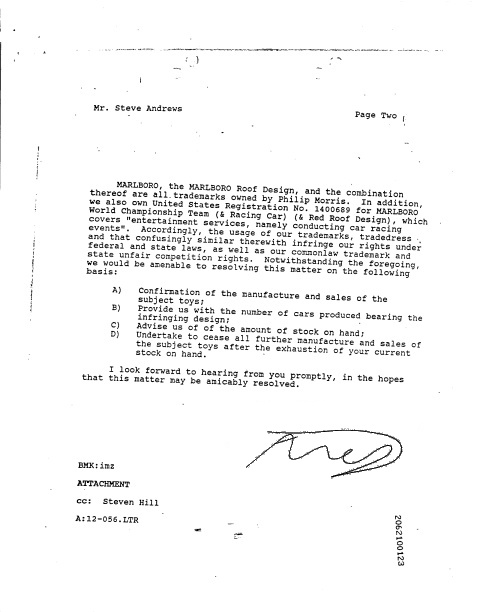 Mr. Steve Andrews
Page Two
MARLBORO, the MARLBORO Roof Design, and the combination
thereof are all trademarks owned by Philip Morris. In addition,
we also own United States Registration No. 1400689 for MARLBORO
World Championship Team (& Racing Car) (& Red Roof Design), which
covers "entertainment services, namely conducting car racing
events". Accordingly, the usage of our trademarks, tradedress
and that confusingly similar therewith infringe our rights under
federal and state laws, as well as our commonlaw trademark and
state unfair competition rights. Notwithstanding the foregoing,
we would be amenable to resolving this matter on the following
basis:
A) Confirmation of the manufacture and sales of the
subject toys;
B) Provide us with the number of cars produced bearing the
infringing design;
C) Advise us of of the amount of stock on hand;
D) Undertake to cease all further manufacture and sales of
the subject toys after the exhaustion of your current
stock on hand.
I look forward to hearing from you promptly, in the hopes
that this matter may be amicably resolved.
BMK:imz
ATTACHMENT
cc: Steven Hill
A:12-056.LTR
2062100123